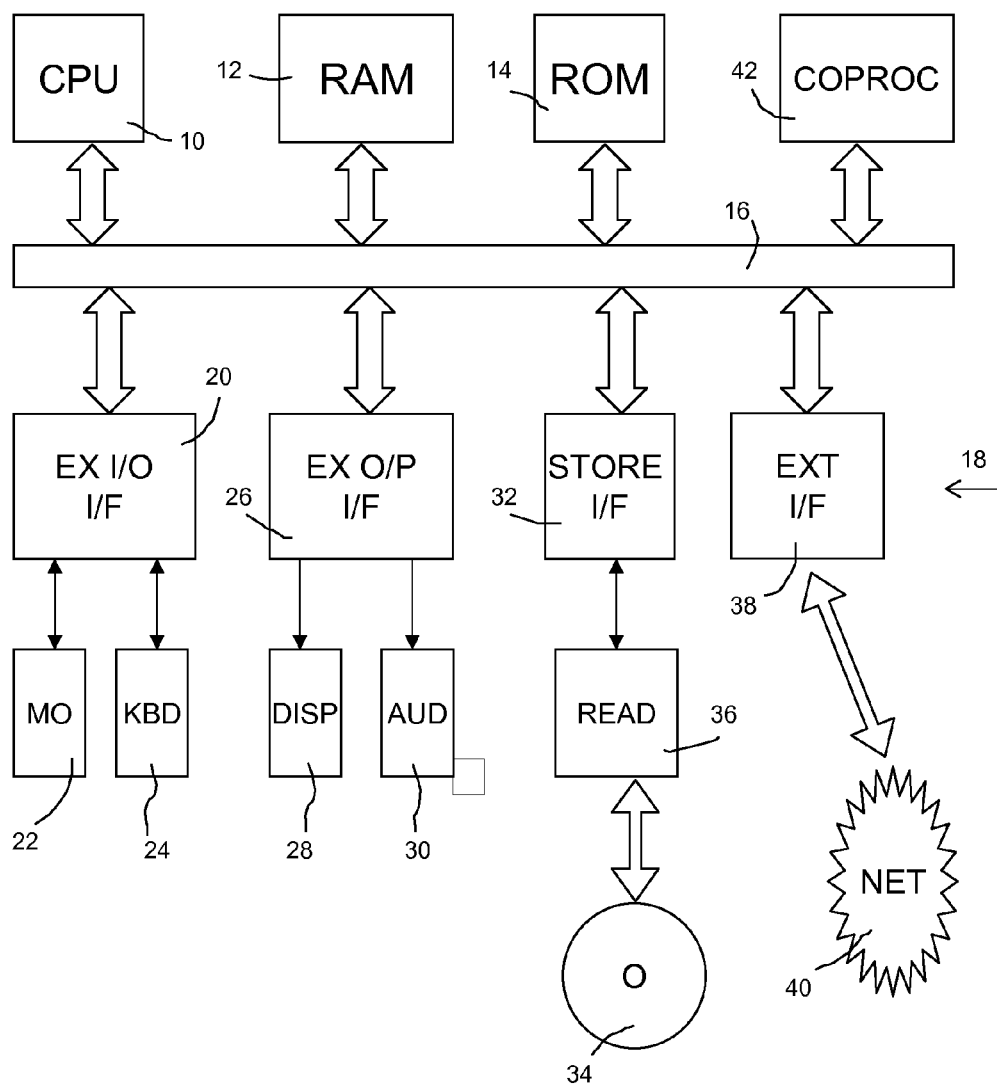 CPU
RAM
ROM
COPROC
10
12
14
42
16
20
EX I/O
I/F
26
EX O/P
I/F
32
STORE
I/F
EXT
I/F
18
38
MO
KBD
DISP
AUD
READ
36
22
24
28
30
NET
40
O
34